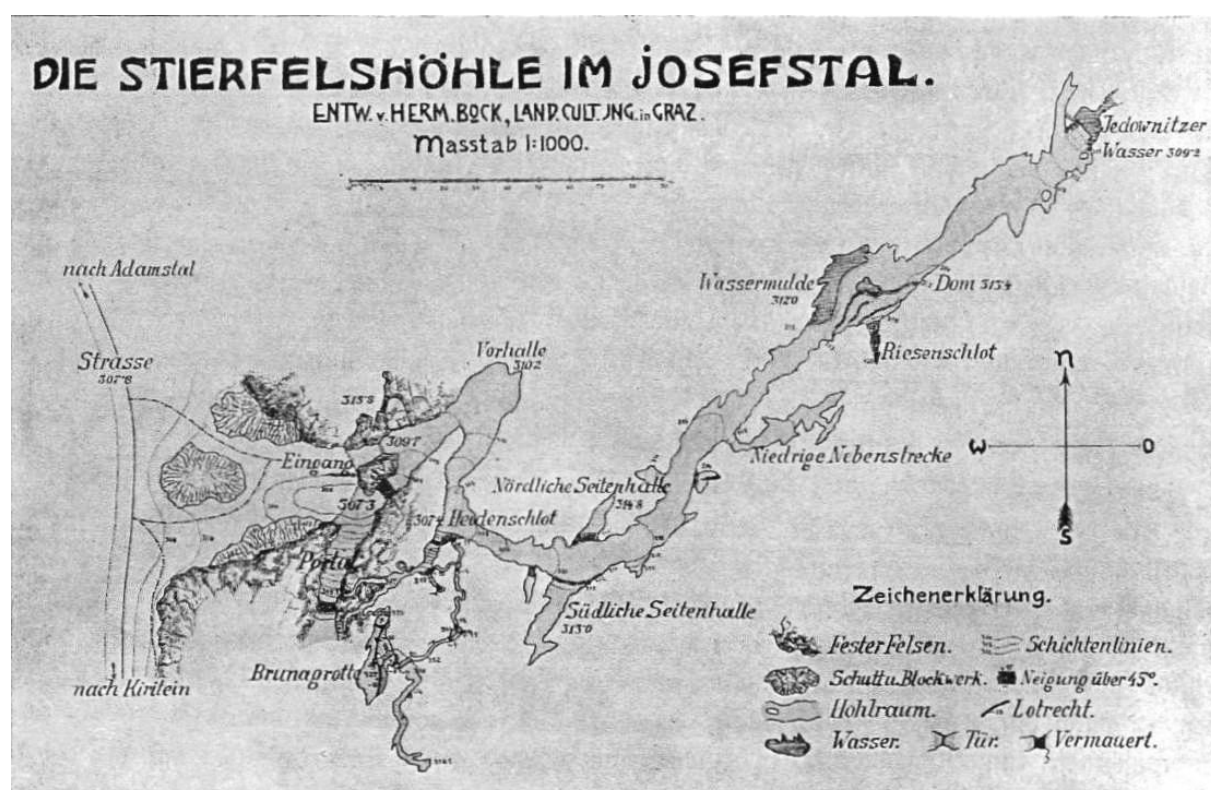 DIE STIERFELSHÖHLE IM JOSEFSTAL.
ENTW. v. HERM. BOCK, LAND. CULT. JNG. in GRAZ.
Masstab 1:1000.
Jedownitzer
Wasser 309·2
nach Adamstal
Wassermulde
312·0
Dom 313·4
Strasse
307·8
Vorhalle
310·2
Riesenschlot
N
313·8
309·7
W
O
Niedrige Nebenstrecke
Eingang
Nördliche Seitenhalle
314·8
307·3
307·4
Heidenschlot
S
Portal
Zeichenerklärung.
Südliche Seitenhalle
313·0
Fester Felsen.
Schichtenlinien.
Brunagrotte
Schutt u. Blockwerk.
Neigung über 45°.
nach Kiritein
Hohlraum.
Lotrecht.
Wasser.
Tür.
Vermauert.